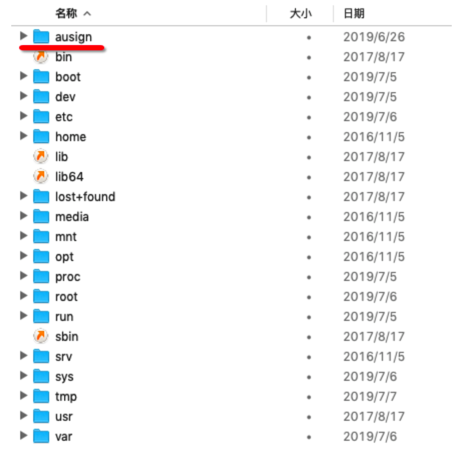 名称 大小 日期
ausign • 2019/6/26
bin • 2017/8/17
boot • 2019/7/5
dev • 2019/7/5
etc • 2019/7/6
home • 2016/11/5
lib • 2017/8/17
lib64 • 2017/8/17
lost+found • 2017/8/17
media • 2016/11/5
mnt • 2016/11/5
opt • 2016/11/5
proc • 2019/7/5
root • 2019/7/6
run • 2019/7/5
sbin • 2017/8/17
srv • 2016/11/5
sys • 2019/7/6
tmp • 2019/7/7
usr • 2017/8/17
var • 2019/7/6